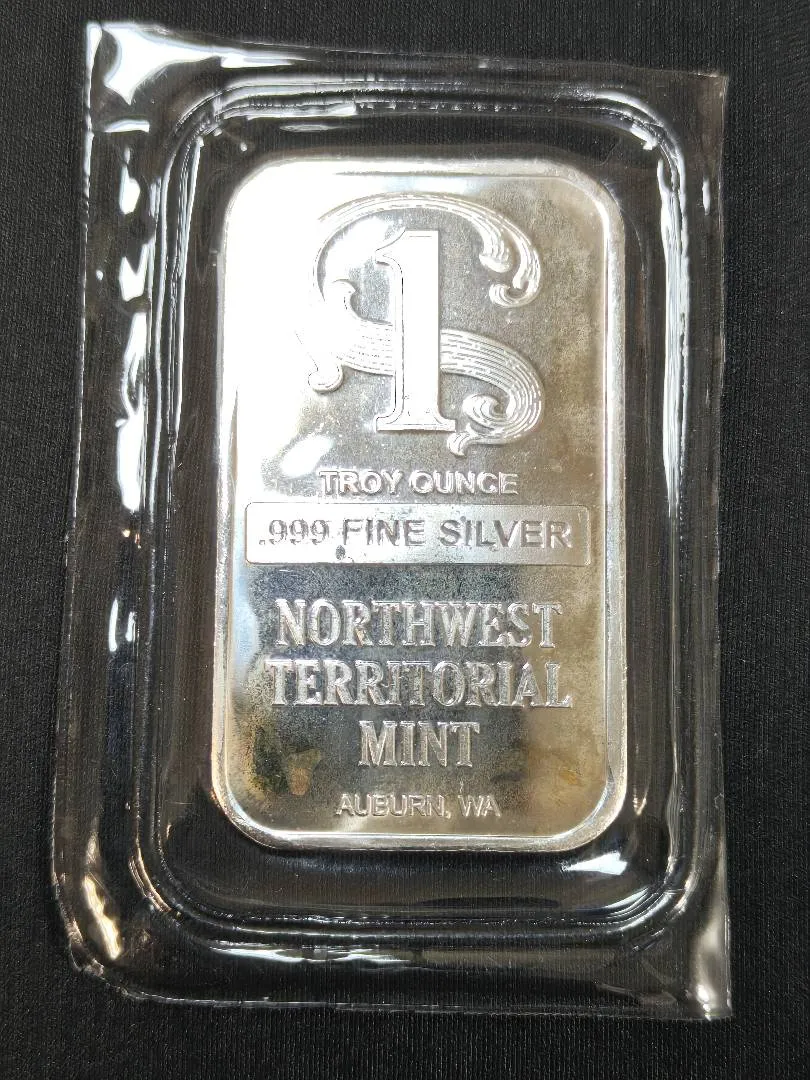 1
TROY OUNCE
.999 FINE SILVER
NORTHWEST
TERRITORIAL
MINT
AUBURN, WA